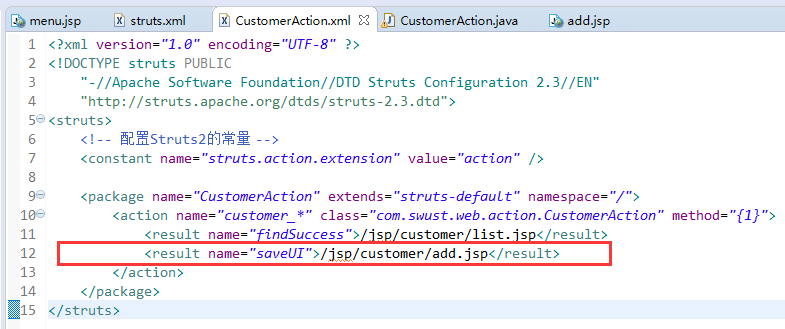 menu.jsp struts.xml CustomerAction.xml CustomerAction.java add.jsp
1 <?xml version="1.0" encoding="UTF-8" ?>
2 <!DOCTYPE struts PUBLIC
3 "-//Apache Software Foundation//DTD Struts Configuration 2.3//EN"
4 "http://struts.apache.org/dtds/struts-2.3.dtd">
5 <struts>
6 <!-- 配置Struts2的常量 -->
7 <constant name="struts.action.extension" value="action" />
8
9 <package name="CustomerAction" extends="struts-default" namespace="/">
10 <action name="customer_*" class="com.swust.web.action.CustomerAction" method="{1}">
11 <result name="findSuccess">/jsp/customer/list.jsp</result>
12 <result name="saveUI">/jsp/customer/add.jsp</result>
13 </action>
14 </package>
15 </struts>